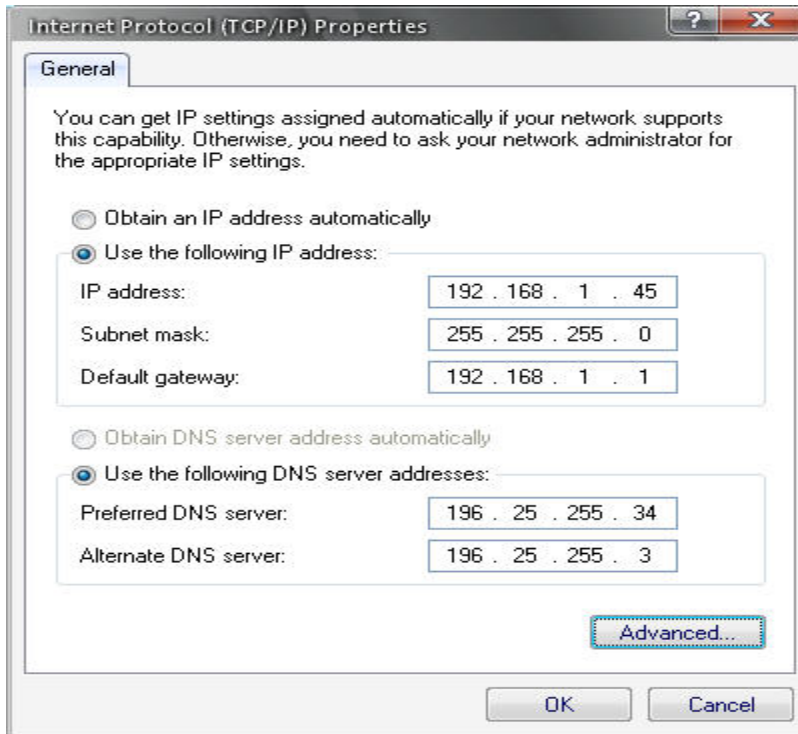 Internet Protocol (TCP/IP) Properties
?
X
General
You can get IP settings assigned automatically if your network supports
this capability. Otherwise, you need to ask your network administrator for
the appropriate IP settings.
Obtain an IP address automatically
Use the following IP address:
IP address: 192 . 168 . 1 . 45
Subnet mask: 255 . 255 . 255 . 0
Default gateway: 192 . 168 . 1 . 1
Obtain DNS server address automatically
Use the following DNS server addresses:
Preferred DNS server: 196 . 25 . 255 . 34
Alternate DNS server: 196 . 25 . 255 . 3
Advanced...
OK Cancel